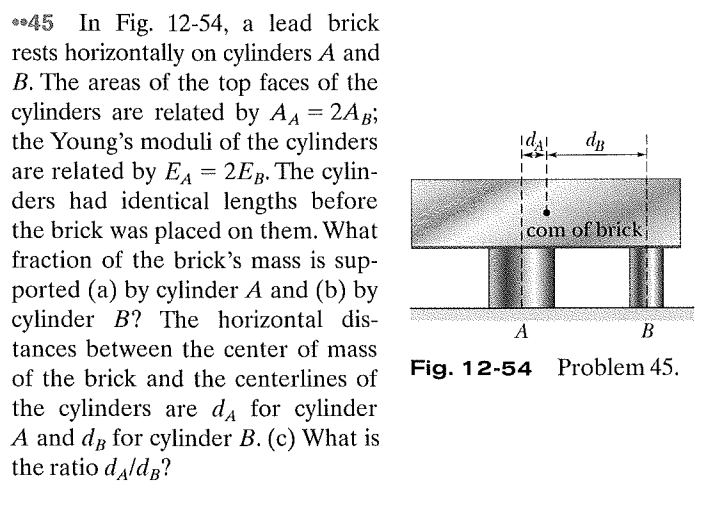 ••45 In Fig. 12-54, a lead brick
rests horizontally on cylinders A and
B. The areas of the top faces of the
cylinders are related by A_A = 2A_B;
the Young's moduli of the cylinders
are related by E_A = 2E_B. The cylin-
ders had identical lengths before
the brick was placed on them. What
fraction of the brick's mass is sup-
ported (a) by cylinder A and (b) by
cylinder B? The horizontal dis-
tances between the center of mass
of the brick and the centerlines of
the cylinders are d_A for cylinder
A and d_B for cylinder B. (c) What is
the ratio d_A/d_B?
d_A d_B
com of brick
A B
Fig. 12-54 Problem 45.